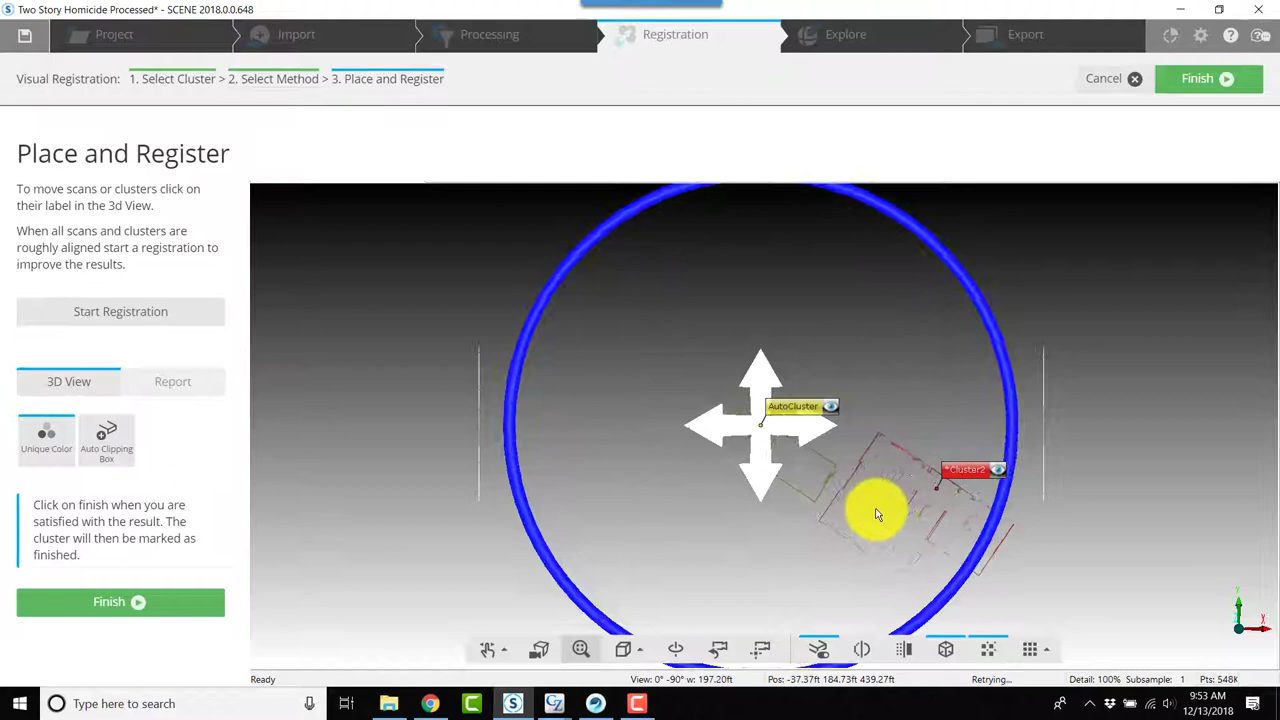 Two Story Homicide Processed* - SCENE 2018.0.0.648
Project
Import
Processing
Registration
Explore
Export
Visual Registration: 1. Select Cluster > 2. Select Method > 3. Place and Register
Cancel
Finish
Place and Register
To move scans or clusters click on
their label in the 3d View.
When all scans and clusters are
roughly aligned start a registration to
improve the results.
Start Registration
3D View
Report
Unique Color
Auto Clipping
Box
Click on finish when you are
satisfied with the result. The
cluster will then be marked as
finished.
Finish
AutoCluster
*Cluster2
Y
X
Ready
View: 0° -90° w: 197.20ft
Pos: -37.37ft 184.73ft 439.27ft
Retrying...
Detail: 100%
Subsample: 1
Pts: 548K
Type here to search
9:53 AM
12/13/2018